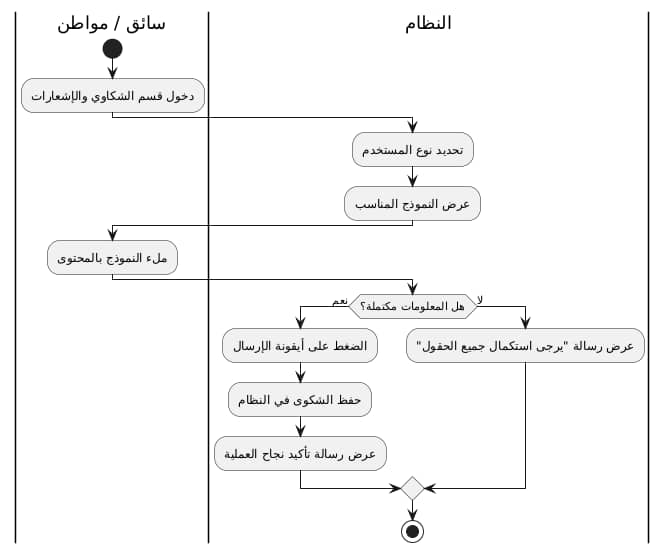 سائق / مواطن
النظام
دخول قسم الشكاوي والإشعارات
تحديد نوع المستخدم
عرض النموذج المناسب
ملء النموذج بالمحتوى
هل المعلومات مكتملة؟
نعم
لا
الضغط على أيقونة الإرسال
عرض رسالة "يرجى استكمال جميع الحقول"
حفظ الشكوى في النظام
عرض رسالة تأكيد نجاح العملية